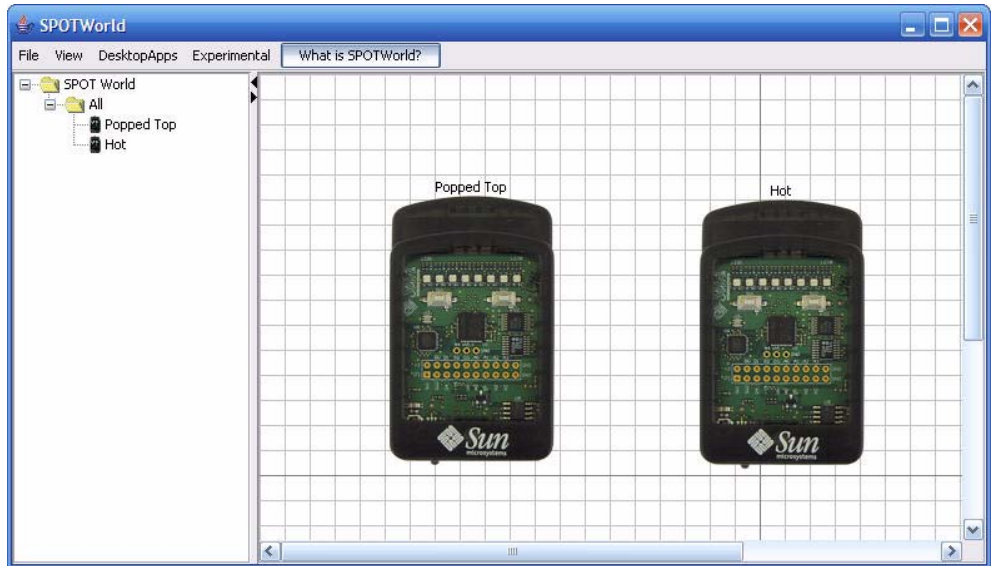 SPOTWorld
File View DesktopApps Experimental What is SPOTWorld?
SPOT World
All
Popped Top
Hot
Popped Top
Hot
Sun
microsystems
Sun
microsystems